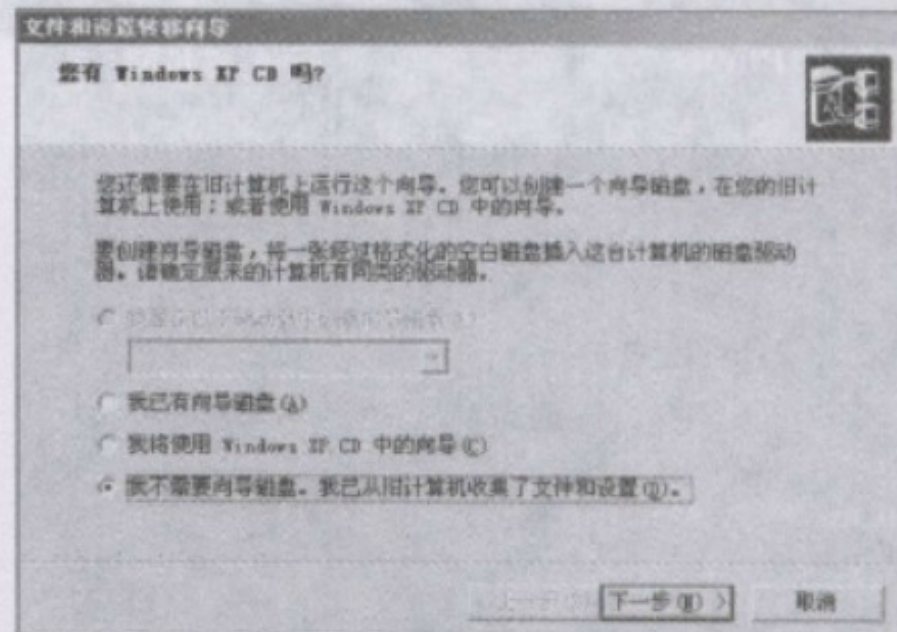 文件和设置转移向导
您有 Windows XP CD 吗?
您还需要在旧计算机上运行这个向导。您可以创建一个向导磁盘，在您的旧计
算机上使用；或者使用 Windows XP CD 中的向导。
要创建向导磁盘，将一张经过格式化的空白磁盘插入这台计算机的磁盘驱动
器。请确定原来的计算机有同类的驱动器。
我已有向导磁盘(A)
我将使用 Windows XP CD 中的向导(C)
我不需要向导磁盘。我已从旧计算机收集了文件和设置(D)。
下一步(N) >
取消